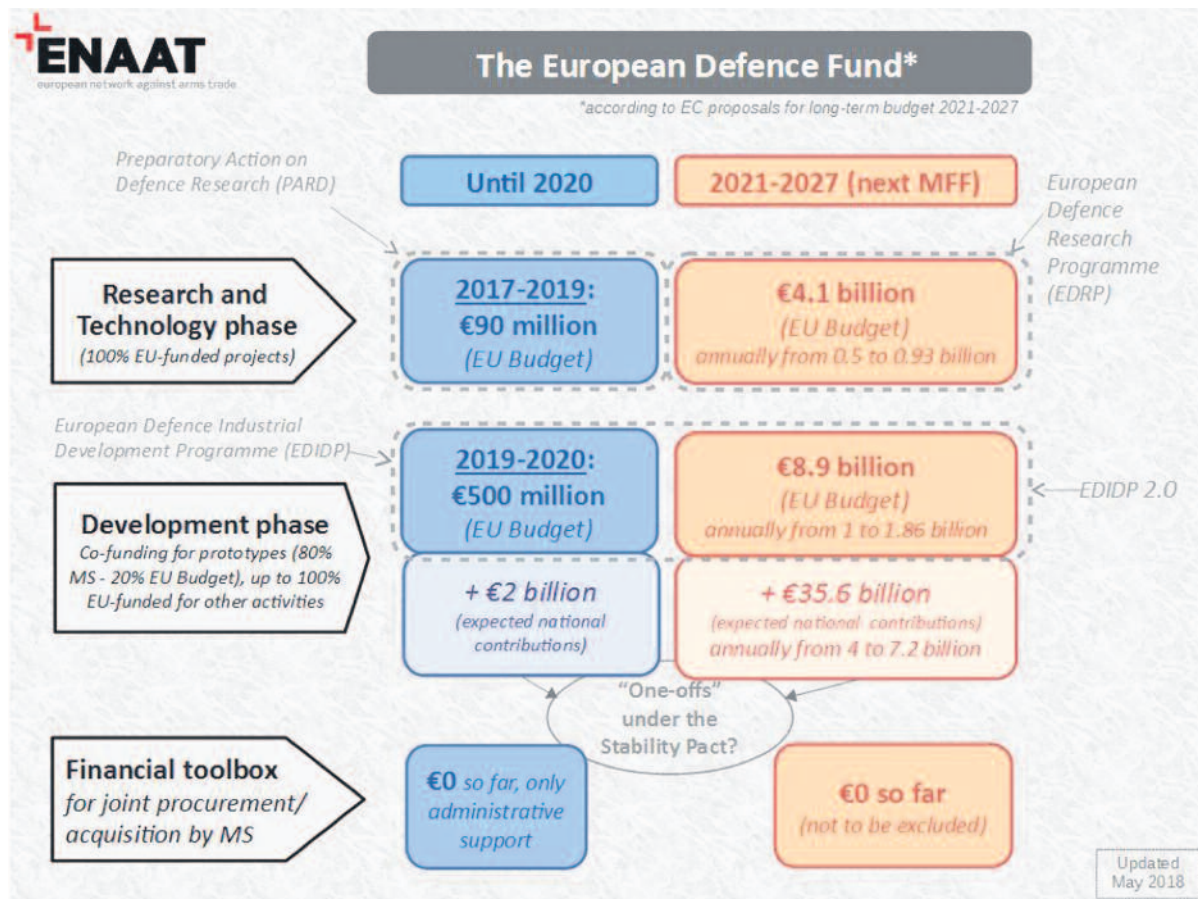 ENAAT
european network against arms trade
The European Defence Fund*
*according to EC proposals for long-term budget 2021-2027
Preparatory Action on
Defence Research (PARD)
Until 2020
2021-2027 (next MFF)
European
Defence
Research
Programme
(EDRP)
Research and
Technology phase
(100% EU-funded projects)
2017-2019:
€90 million
(EU Budget)
€4.1 billion
(EU Budget)
annually from 0.5 to 0.93 billion
European Defence Industrial
Development Programme (EDIDP)
2019-2020:
€500 million
(EU Budget)
€8.9 billion
(EU Budget)
annually from 1 to 1.86 billion
EDIDP 2.0
Development phase
Co-funding for prototypes (80%
MS - 20% EU Budget), up to 100%
EU-funded for other activities
+ €2 billion
(expected national
contributions)
+ €35.6 billion
(expected national contributions)
annually from 4 to 7.2 billion
"One-offs"
under the
Stability Pact?
Financial toolbox
for joint procurement/
acquisition by MS
€0 so far, only
administrative
support
€0 so far
(not to be excluded)
Updated
May 2018